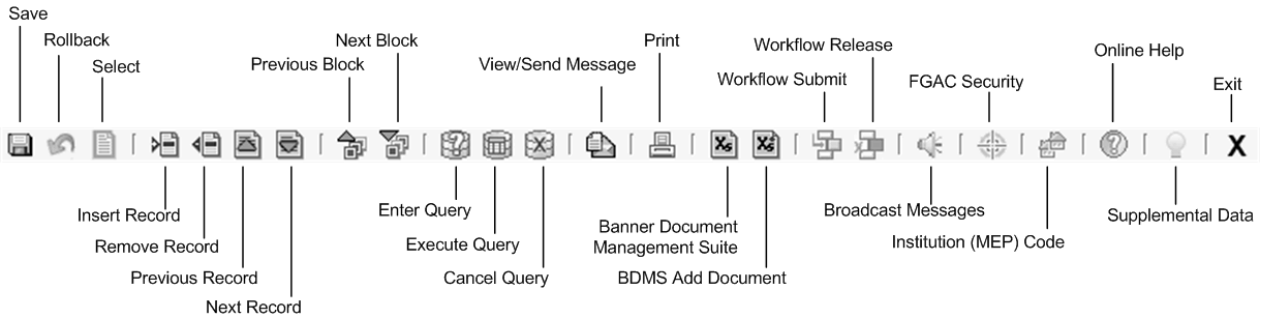 Save
Rollback
Select
Previous Block
Next Block
View/Send Message
Print
Workflow Release
Workflow Submit
FGAC Security
Online Help
Exit
Insert Record
Remove Record
Previous Record
Next Record
Enter Query
Execute Query
Cancel Query
Banner Document
Management Suite
BDMS Add Document
Broadcast Messages
Institution (MEP) Code
Supplemental Data